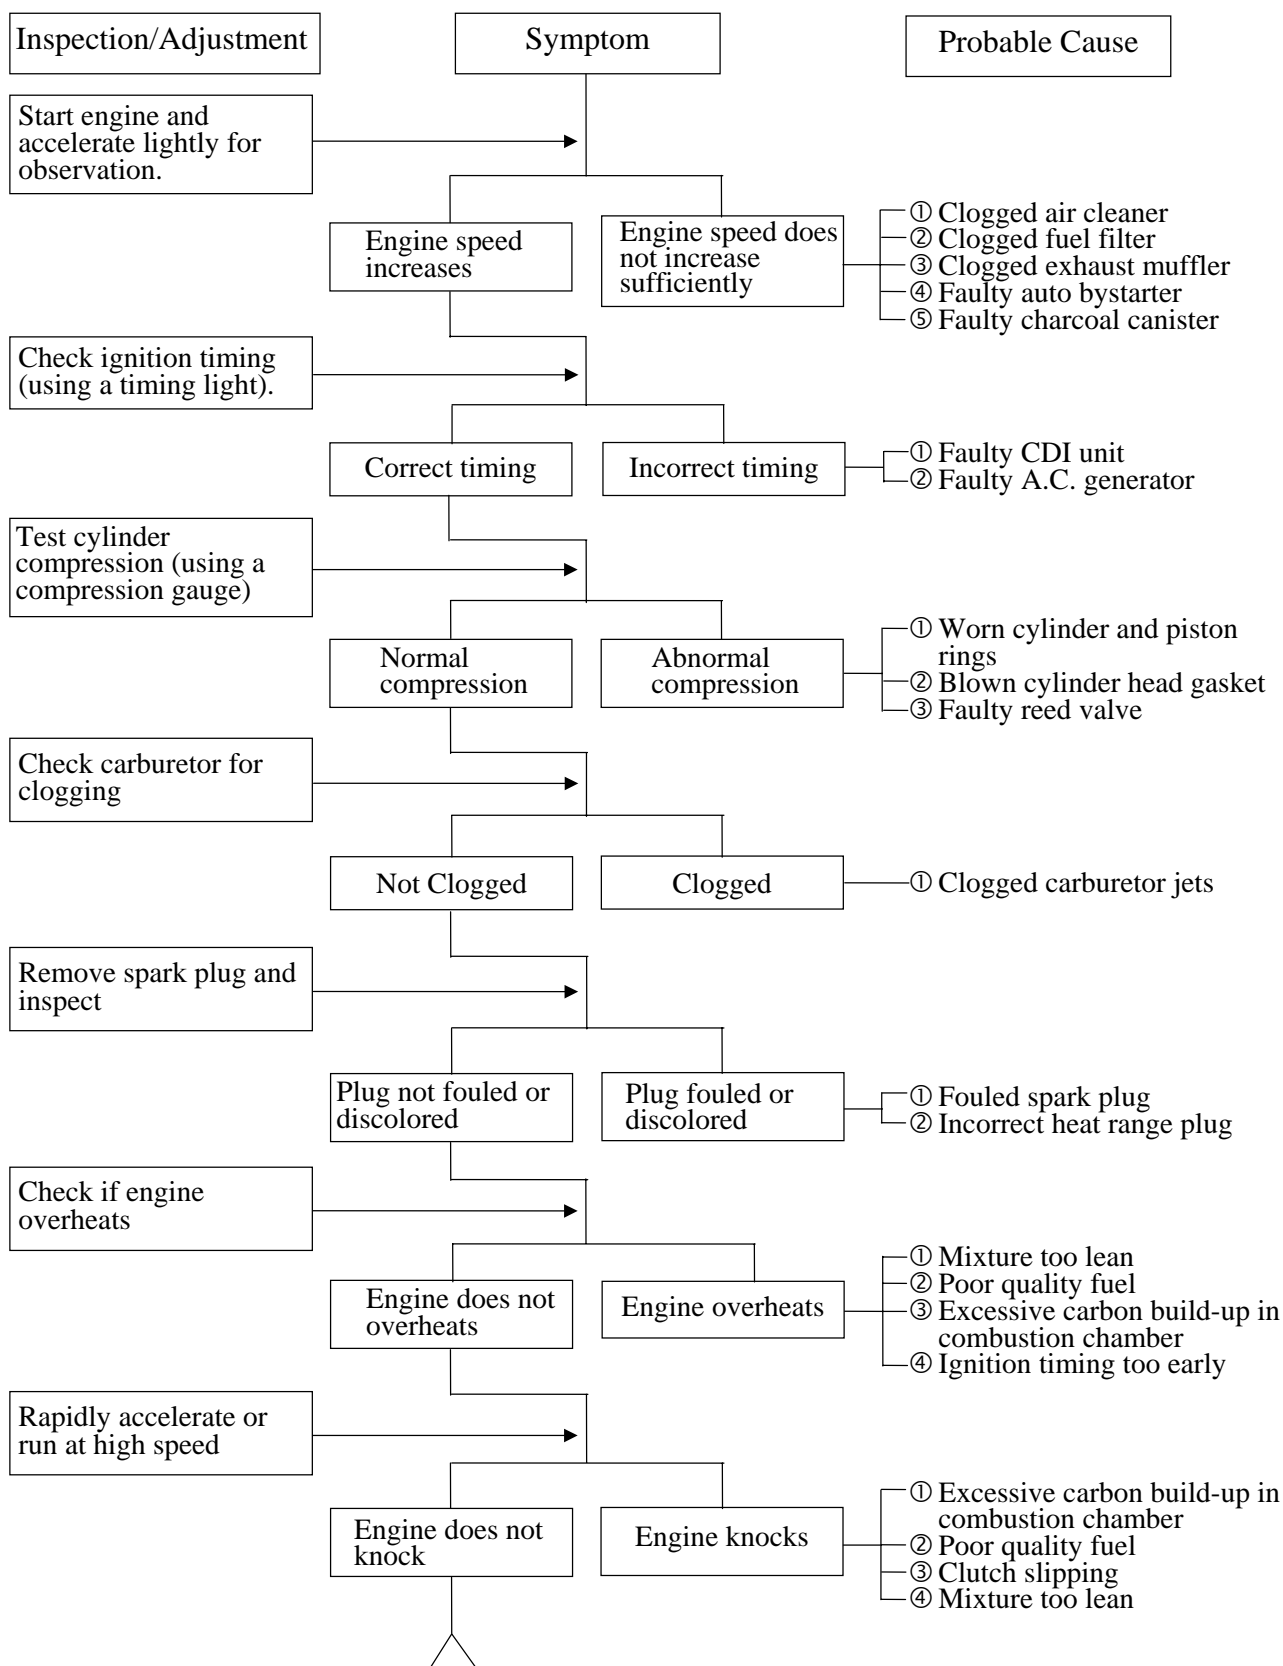 Inspection/Adjustment
Symptom
Probable Cause
Start engine and
accelerate lightly for
observation.
Engine speed
increases
Engine speed does
not increase
sufficiently
① Clogged air cleaner
② Clogged fuel filter
③ Clogged exhaust muffler
④ Faulty auto bystarter
⑤ Faulty charcoal canister
Check ignition timing
(using a timing light).
Correct timing
Incorrect timing
① Faulty CDI unit
② Faulty A.C. generator
Test cylinder
compression (using a
compression gauge)
Normal
compression
Abnormal
compression
① Worn cylinder and piston
rings
② Blown cylinder head gasket
③ Faulty reed valve
Check carburetor for
clogging
Not Clogged
Clogged
① Clogged carburetor jets
Remove spark plug and
inspect
Plug not fouled or
discolored
Plug fouled or
discolored
① Fouled spark plug
② Incorrect heat range plug
Check if engine
overheats
Engine does not
overheats
Engine overheats
① Mixture too lean
② Poor quality fuel
③ Excessive carbon build-up in
combustion chamber
④ Ignition timing too early
Rapidly accelerate or
run at high speed
Engine does not
knock
Engine knocks
① Excessive carbon build-up in
combustion chamber
② Poor quality fuel
③ Clutch slipping
④ Mixture too lean